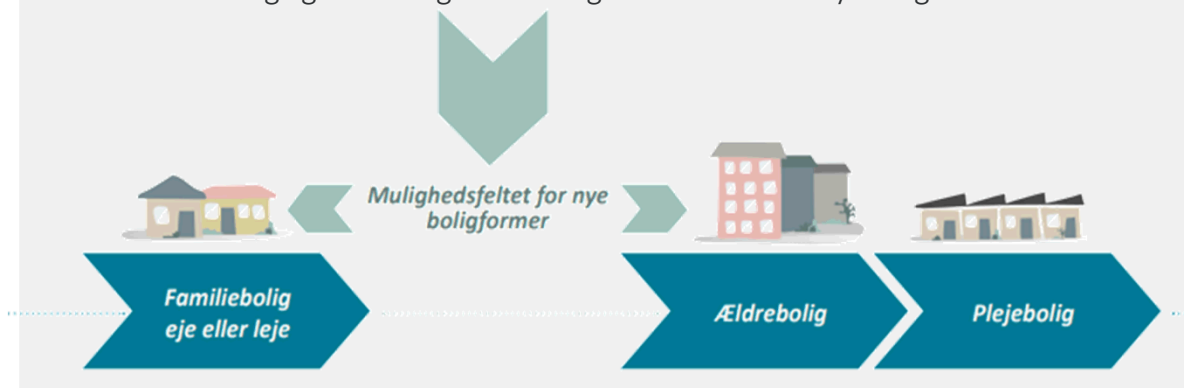 Mulighedsfeltet for nye
boligformer
Familiebolig
eje eller leje
Ældrebolig
Plejebolig